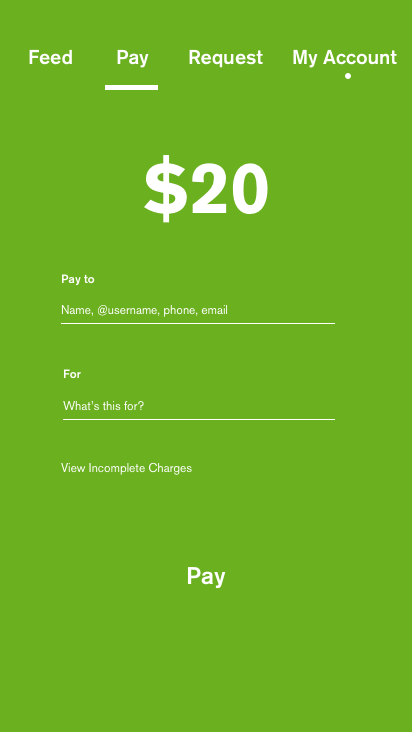 Feed Pay Request My Account
$20
Pay to
Name, @username, phone, email
For
What's this for?
View Incomplete Charges
Pay